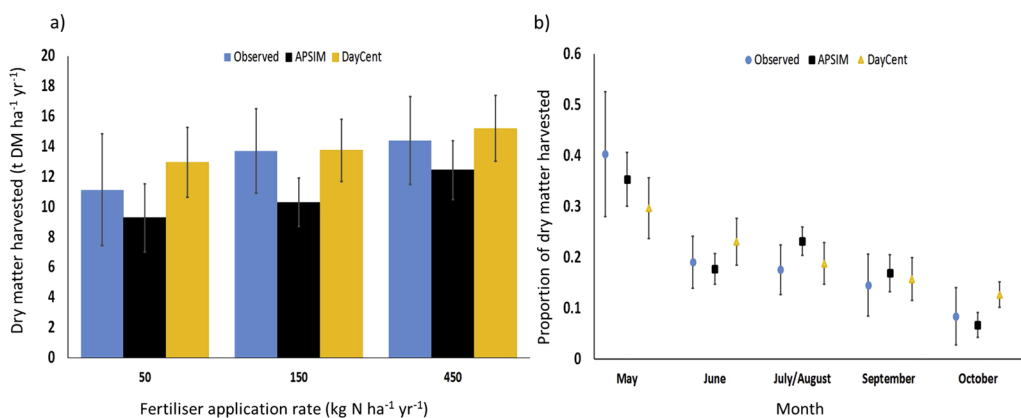 a)
Dry matter harvested (t DM ha⁻¹ yr⁻¹)
Observed APSIM DayCent
20
18
16
14
12
10
8
6
4
2
0
50 150 450
Fertiliser application rate (kg N ha⁻¹ yr⁻¹)
b)
Proportion of dry matter harvested
Observed APSIM DayCent
0.6
0.5
0.4
0.3
0.2
0.1
0
May June July/August September October
Month